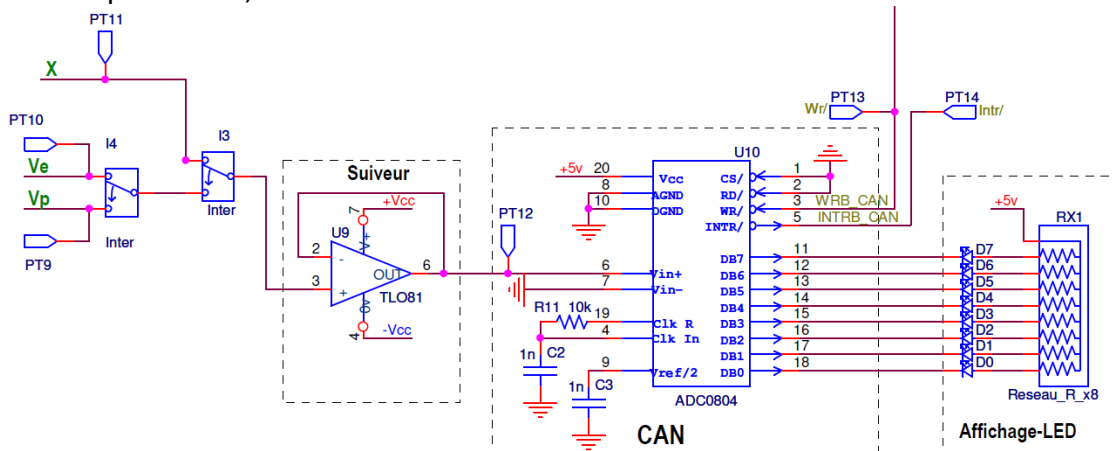 PT11
X
PT10
I4
I3
Ve
Vp
Inter
Inter
PT9
Suiveur
+Vcc
7
V+
U9
2
-
OUT
6
3
+
TLO81
4
-Vcc
PT12
PT13
PT14
Wr/
Intr/
U10
+5v
20
Vcc
CS/
1
8
AGND
RD/
2
10
DGND
WR/
3
WRB_CAN
INTR/
5
INTRB_CAN
DB7
11
D7
6
Vin+
DB6
12
D6
7
Vin-
DB5
13
D5
DB4
14
D4
R11
10k
19
Clk R
DB3
15
D3
4
Clk In
DB2
16
D2
1n
C2
DB1
17
D1
9
Vref/2
DB0
18
D0
1n
C3
ADC0804
CAN
+5v
RX1
Reseau_R_x8
Affichage-LED